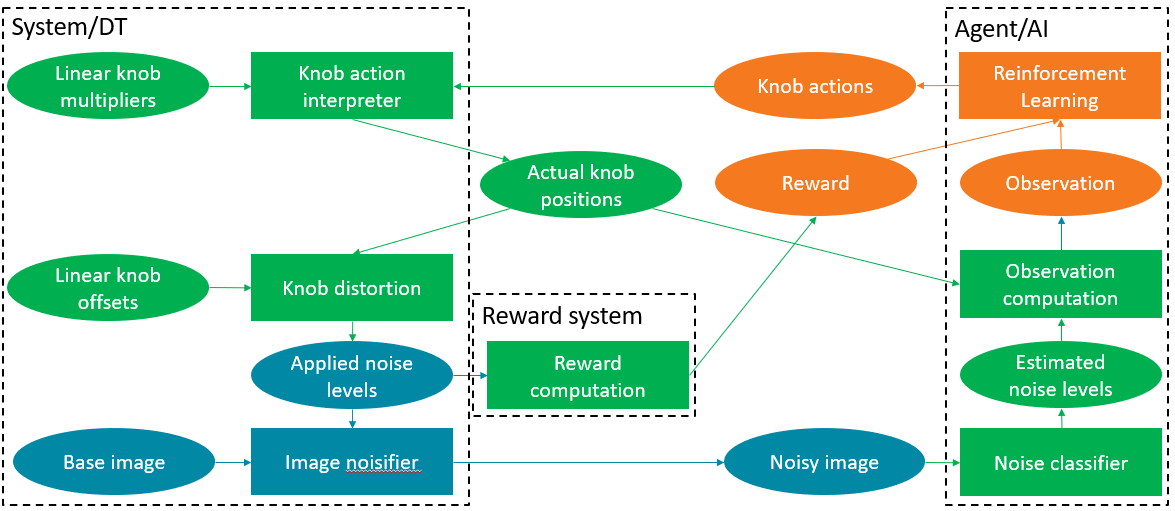 System/DT
Agent/AI
Linear knob
multipliers
Knob action
interpreter
Knob actions
Reinforcement
Learning
Actual knob
positions
Reward
Observation
Linear knob
offsets
Knob distortion
Observation
computation
Reward system
Applied noise
levels
Reward
computation
Estimated
noise levels
Base image
Image noisifier
Noisy image
Noise classifier